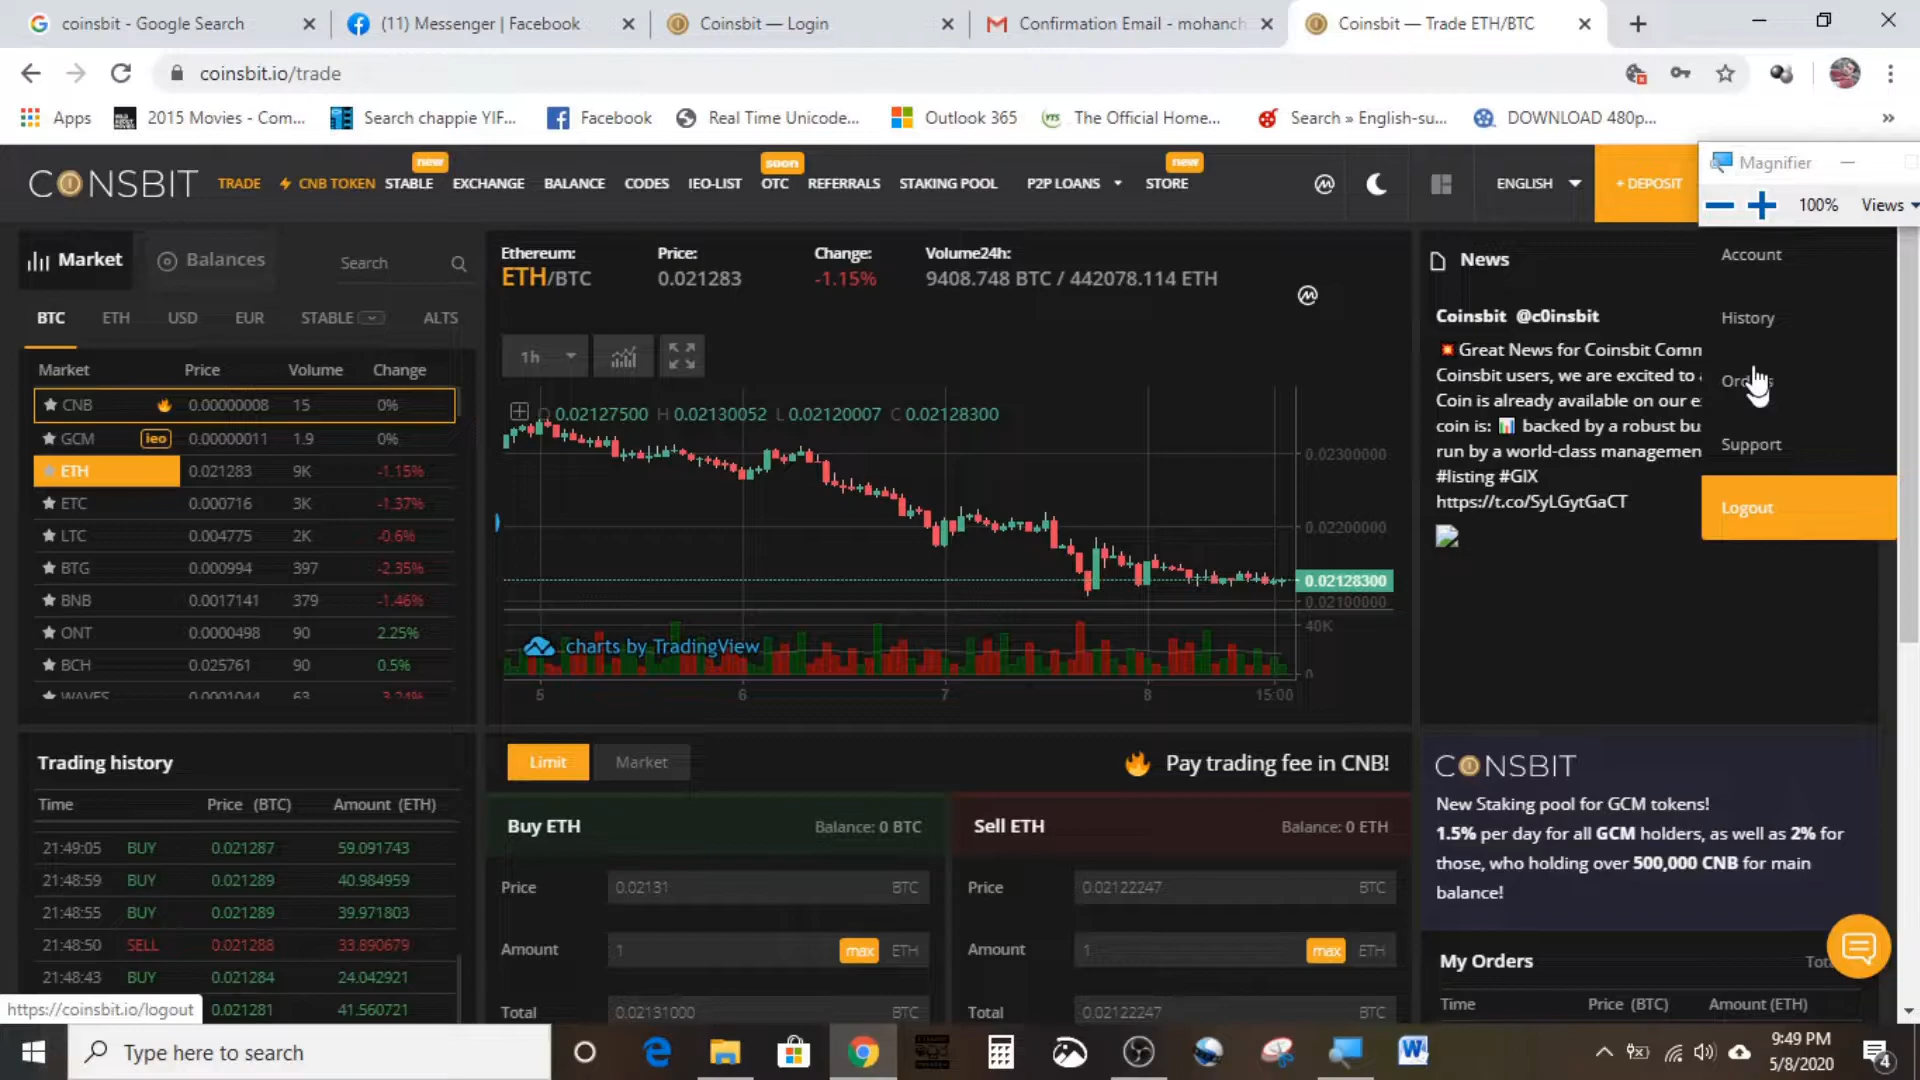 coinsbit - Google Search
(11) Messenger | Facebook
Coinsbit — Login
Confirmation Email - mohanch
Coinsbit — Trade ETH/BTC
coinsbit.io/trade
Apps
2015 Movies - Com...
Search chappie YIF...
Facebook
Real Time Unicode...
Outlook 365
The Official Home...
Search » English-su...
DOWNLOAD 480p...
»
Magnifier
100% Views
new
soon
new
COINSBIT
TRADE
CNB TOKEN
STABLE
EXCHANGE
BALANCE
CODES
IEO-LIST
OTC
REFERRALS
STAKING POOL
P2P LOANS
STORE
ENGLISH
+ DEPOSIT
Account
History
Support
Logout
Market
Balances
Search
BTC ETH USD EUR STABLE ALTS
Market Price Volume Change
CNB 0.00000008 15 0%
GCM ieo 0.00000011 1.9 0%
ETH 0.021283 9K -1.15%
ETC 0.000716 3K -1.37%
LTC 0.004775 2K -0.6%
BTG 0.000994 397 -2.35%
BNB 0.0017141 379 -1.46%
ONT 0.0000498 90 2.25%
BCH 0.025761 90 0.5%
WAVES 0.0001044 63 -3.24%
Ethereum: Price: Change: Volume24h:
ETH/BTC 0.021283 -1.15% 9408.748 BTC / 442078.114 ETH
1h
O 0.02127500 H 0.02130052 L 0.02120007 C 0.02128300
0.02300000
0.02200000
0.02128300
0.02100000
40K
0
charts by TradingView
5 6 7 8 15:00
News
Coinsbit @c0insbit
Great News for Coinsbit Comm
Coinsbit users, we are excited to
Coin is already available on our e
coin is: backed by a robust bu
run by a world-class managemen
#listing #GIX
https://t.co/SyLGytGaCT
Trading history
Time Price (BTC) Amount (ETH)
21:49:05 BUY 0.021287 59.091743
21:48:59 BUY 0.021289 40.984959
21:48:55 BUY 0.021289 39.971803
21:48:50 SELL 0.021288 33.890679
21:48:43 BUY 0.021284 24.042921
0.021281 41.560721
https://coinsbit.io/logout
Limit Market
Pay trading fee in CNB!
Buy ETH Balance: 0 BTC
Price 0.02131 BTC
Amount 1 max ETH
Total 0.02131000 BTC
Sell ETH Balance: 0 ETH
Price 0.02122247 BTC
Amount 1 max ETH
Total 0.02122247 BTC
COINSBIT
New Staking pool for GCM tokens!
1.5% per day for all GCM holders, as well as 2% for
those, who holding over 500,000 CNB for main
balance!
My Orders
Time Price (BTC) Amount (ETH)
Type here to search
9:49 PM
5/8/2020
4